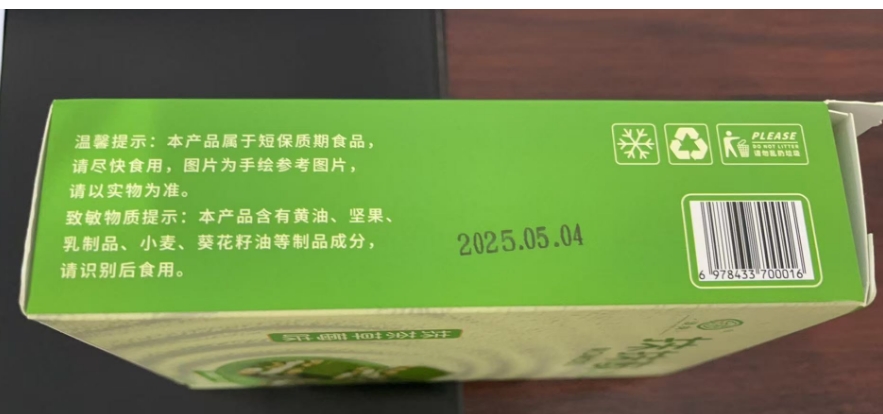 温馨提示：本产品属于短保质期食品，
请尽快食用，图片为手绘参考图片，
请以实物为准。
致敏物质提示：本产品含有黄油、坚果、
乳制品、小麦、葵花籽油等制品成分，
请识别后食用。
2025.05.04
PLEASE
DO NOT LITTER
请勿乱扔垃圾
6 978433 700016